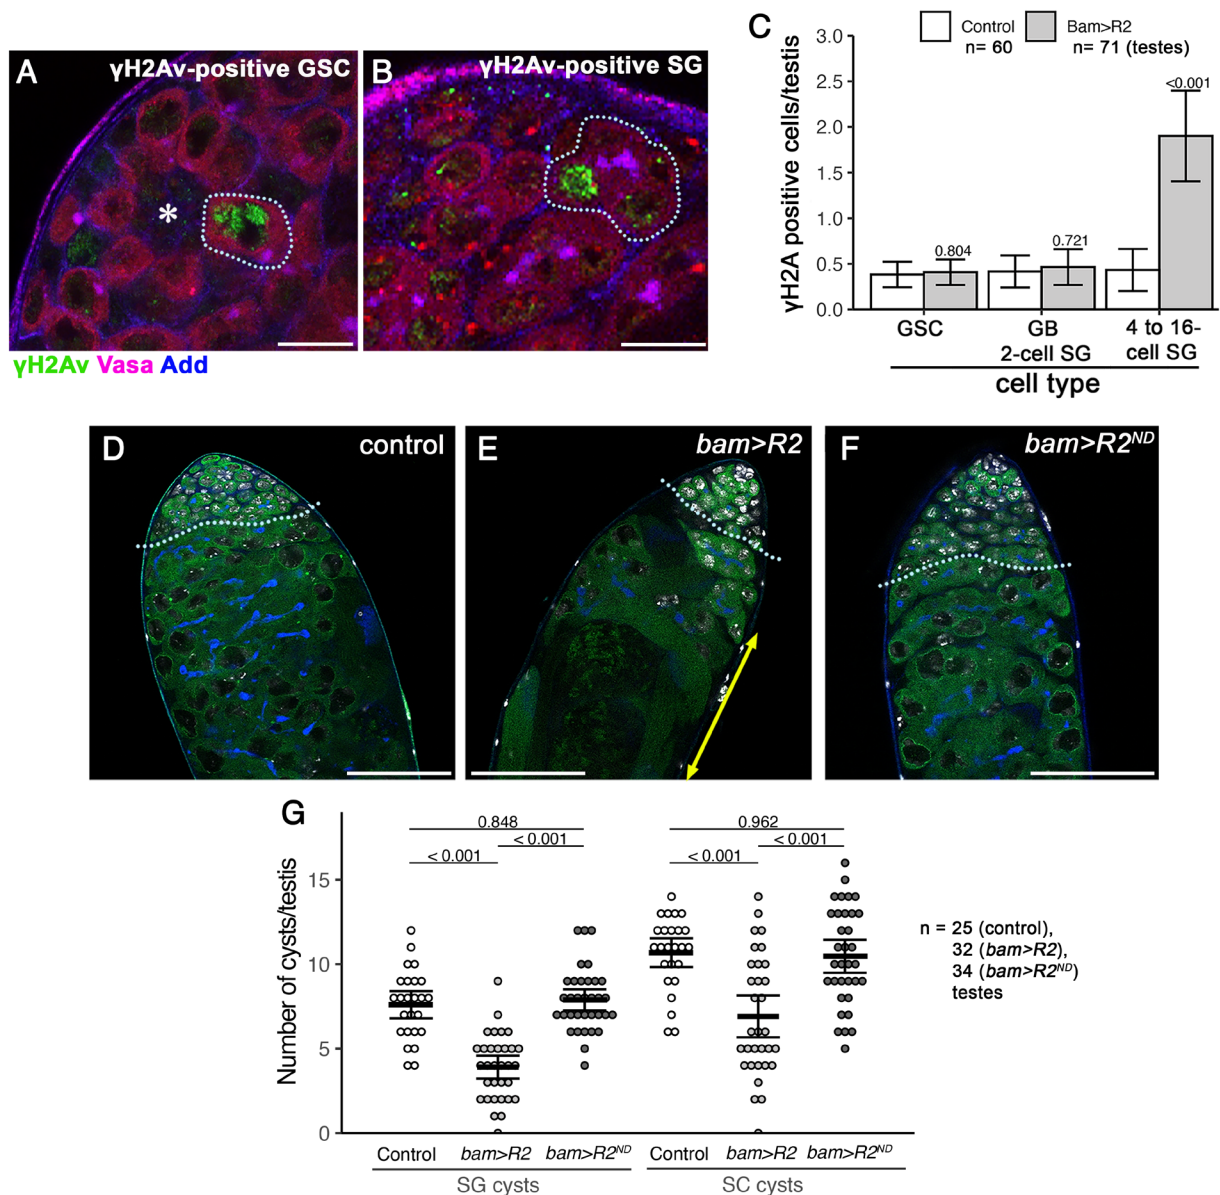 A
γH2Av-positive GSC
*
B
γH2Av-positive SG
γH2Av Vasa Add
C
Control
n= 60
Bam>R2
n= 71 (testes)
γH2A positive cells/testis
3.0
2.5
2.0
1.5
1.0
0.5
0.0
0.804
0.721
<0.001
GSC
GB
2-cell SG
4 to 16-
cell SG
cell type
D
control
E
bam>R2
F
bam>R2ND
G
Number of cysts/testis
15
10
5
0
0.848
< 0.001
< 0.001
0.962
< 0.001
< 0.001
n = 25 (control),
32 (bam>R2),
34 (bam>R2ND)
testes
Control
bam>R2
bam>R2ND
Control
bam>R2
bam>R2ND
SG cysts
SC cysts